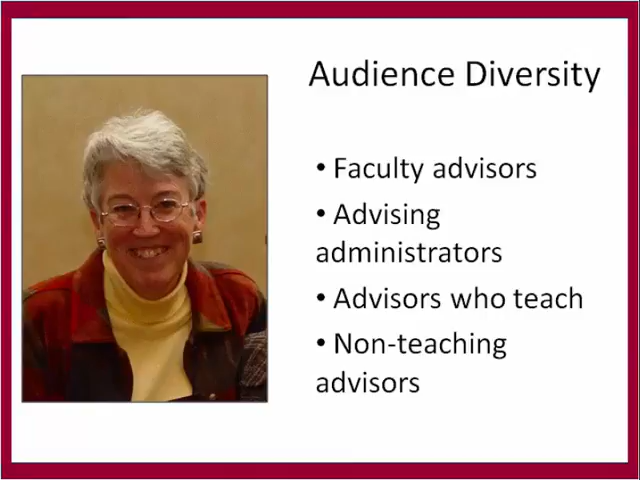 Audience Diversity
• Faculty advisors
• Advising
administrators
• Advisors who teach
• Non-teaching
advisors